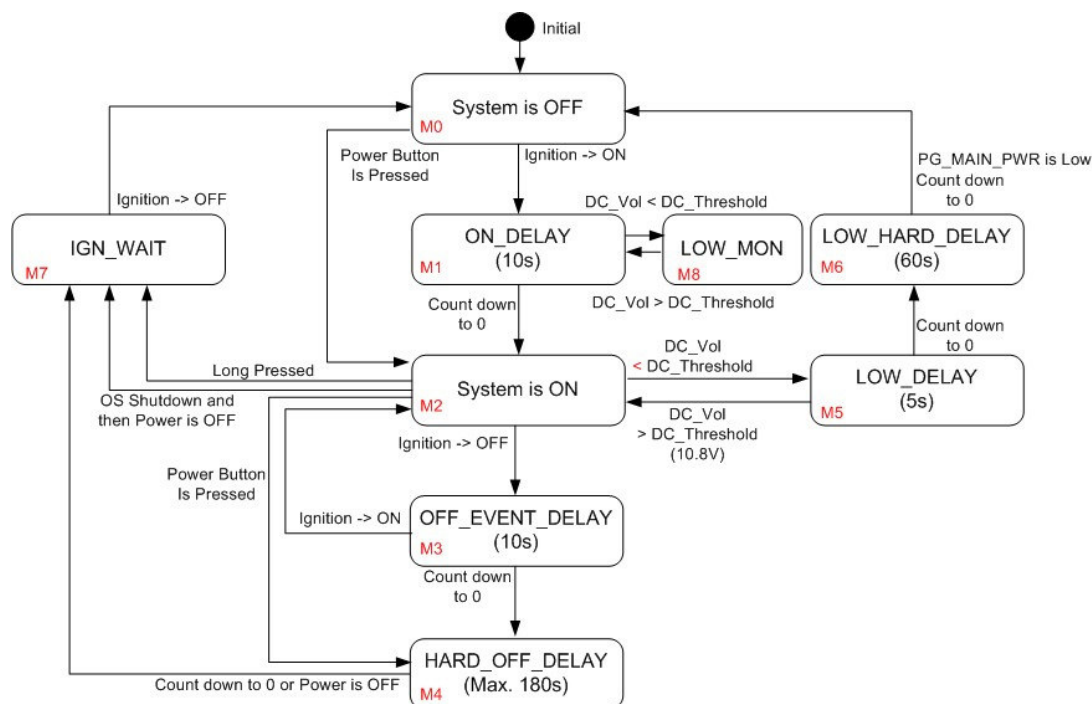 Initial
System is OFF
M0
Power Button
Is Pressed
Ignition -> ON
PG_MAIN_PWR is Low
Count down
to 0
Ignition -> OFF
DC_Vol < DC_Threshold
IGN_WAIT
M7
ON_DELAY
(10s)
M1
LOW_MON
M8
LOW_HARD_DELAY
(60s)
M6
DC_Vol > DC_Threshold
Count down
to 0
Count down
to 0
Long Pressed
System is ON
M2
DC_Vol
< DC_Threshold
LOW_DELAY
(5s)
M5
OS Shutdown and
then Power is OFF
DC_Vol
> DC_Threshold
(10.8V)
Ignition -> OFF
Power Button
Is Pressed
Ignition -> ON
OFF_EVENT_DELAY
(10s)
M3
Count down
to 0
HARD_OFF_DELAY
(Max. 180s)
M4
Count down to 0 or Power is OFF